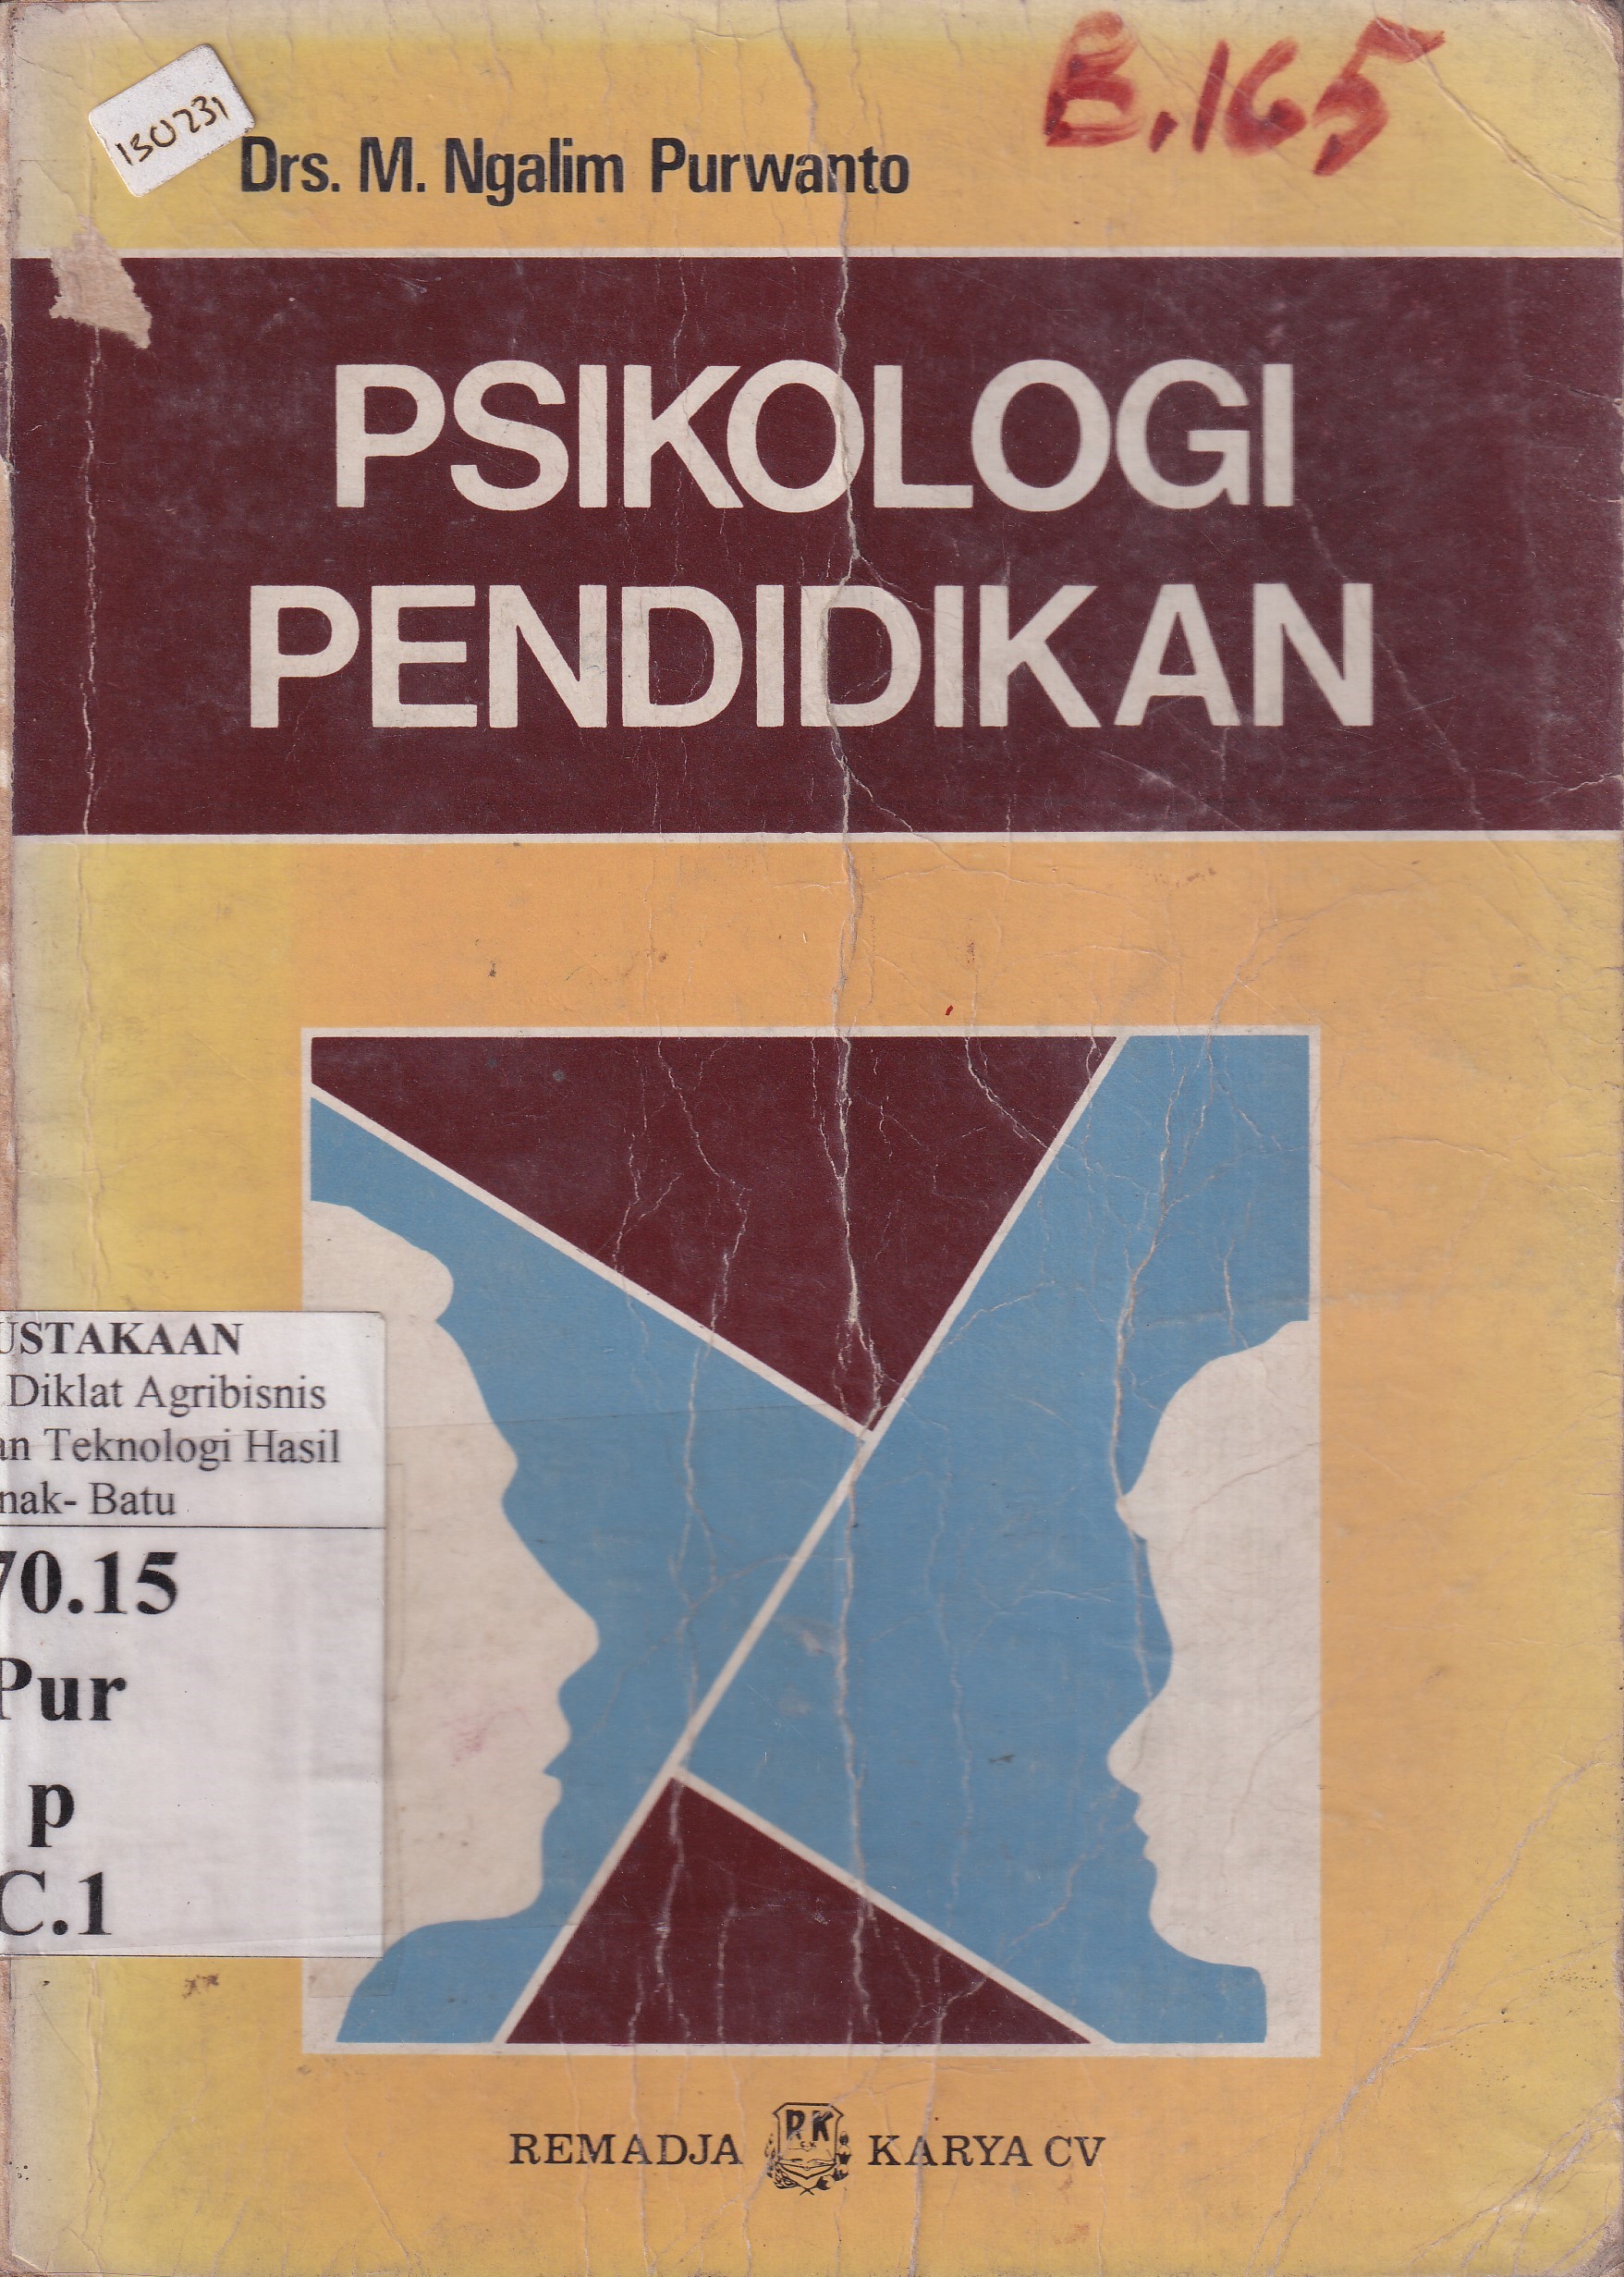 B.165
130231
Drs. M. Ngalim Purwanto
PSIKOLOGI
PENDIDIKAN
USTAKAAN
Diklat Agribisnis
an Teknologi Hasil
nak- Batu
70.15
Pur
p
C.1
REMADJA RK KARYA CV